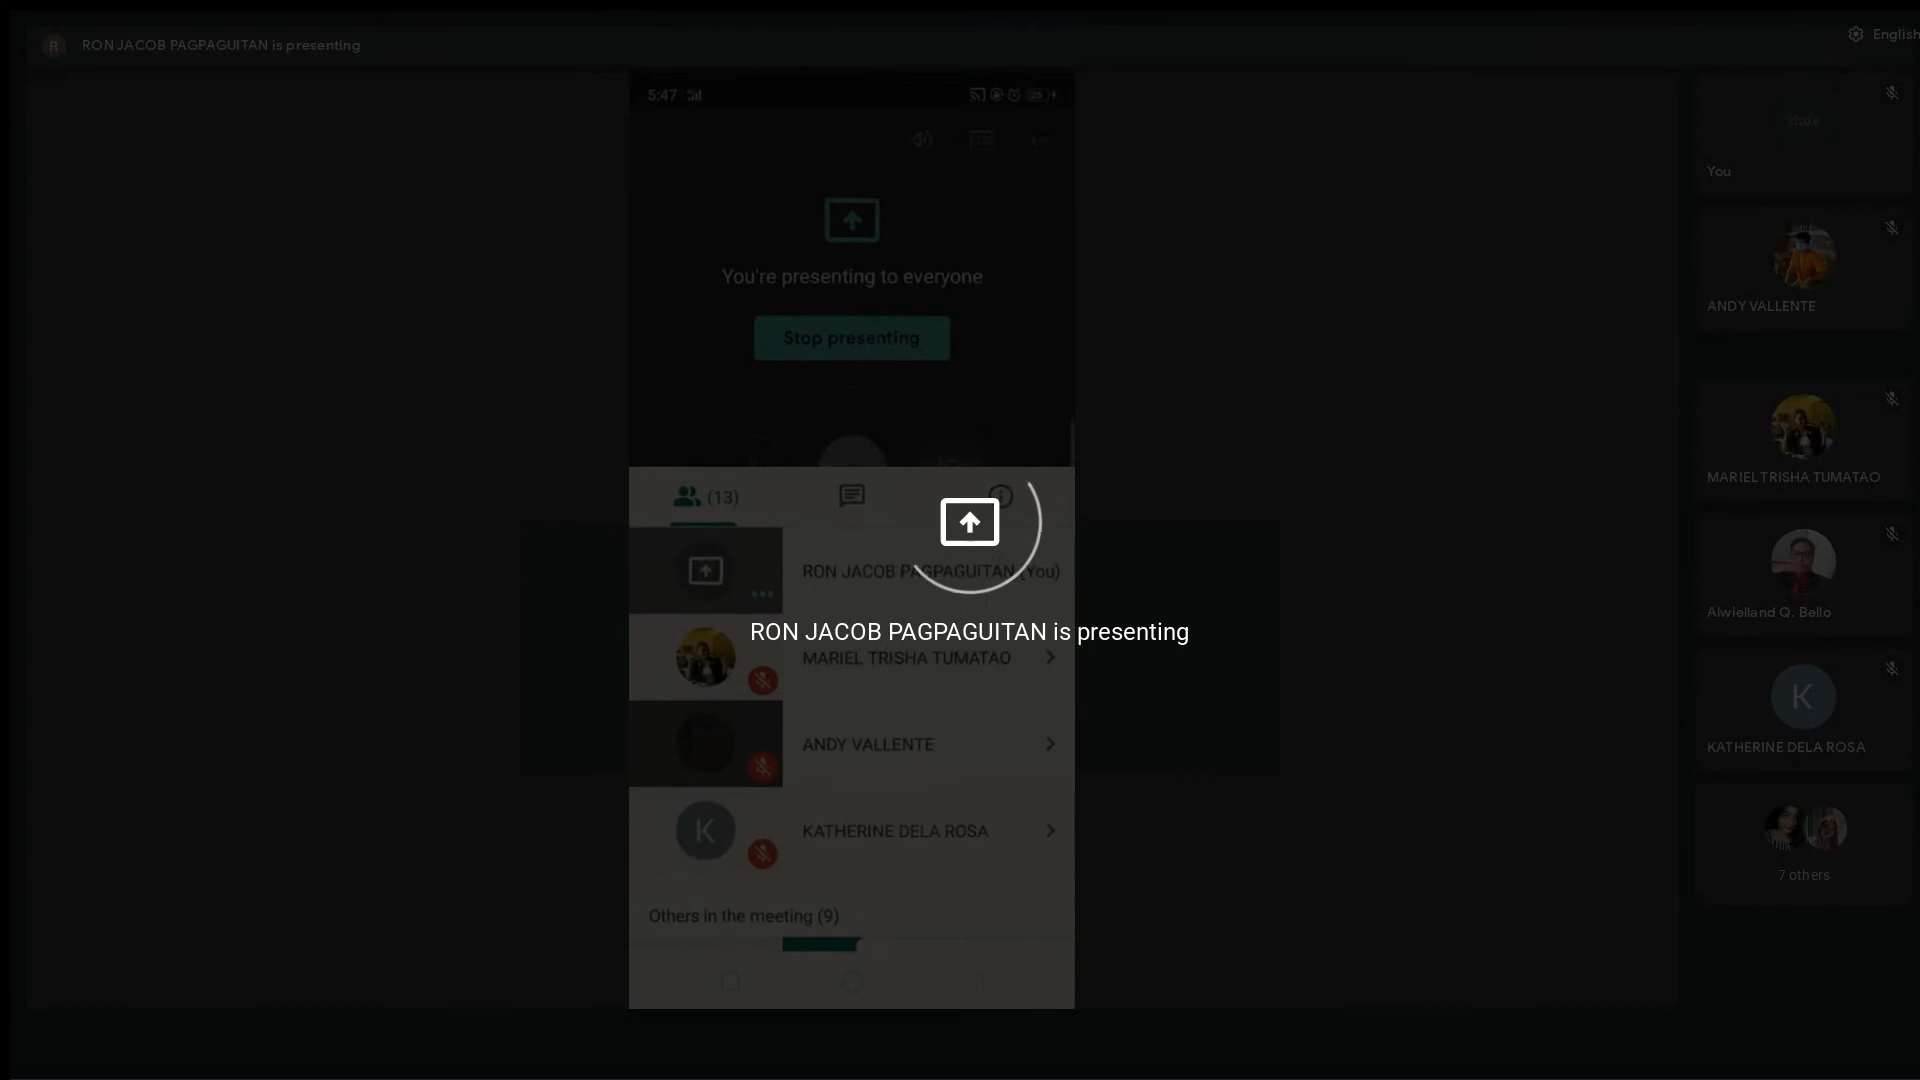 R RON JACOB PAGPAGUITAN is presenting
English
5:47
26
You
You're presenting to everyone
Stop presenting
ANDY VALLENTE
(13)
MARIEL TRISHA TUMATAO
RON JACOB PAGPAGUITAN (You)
RON JACOB PAGPAGUITAN is presenting
MARIEL TRISHA TUMATAO
Alwielland Q. Bello
ANDY VALLENTE
K
KATHERINE DELA ROSA
K
KATHERINE DELA ROSA
7 others
Others in the meeting (9)